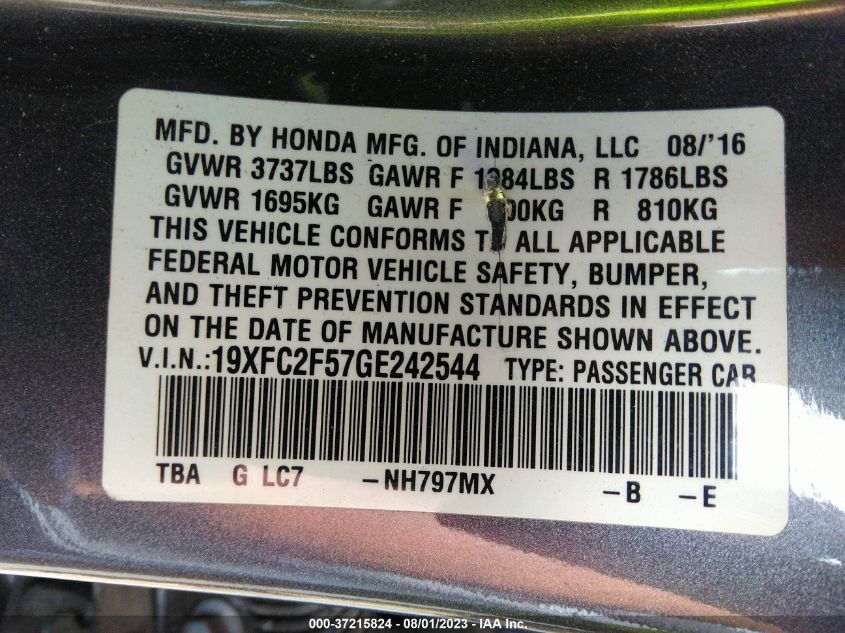 MFD. BY HONDA MFG. OF INDIANA, LLC 08/'16
GVWR 3737LBS GAWR F 1984LBS R 1786LBS
GVWR 1695KG GAWR F R 810KG
THIS VEHICLE CONFORMS TO ALL APPLICABLE
FEDERAL MOTOR VEHICLE SAFETY, BUMPER,
AND THEFT PREVENTION STANDARDS IN EFFECT
ON THE DATE OF MANUFACTURE SHOWN ABOVE.
V.I.N.:19XFC2F57GE242544 TYPE: PASSENGER CAR
TBA G LC7 -NH797MX -B -E
000-37215824 - 08/01/2023 - IAA Inc.